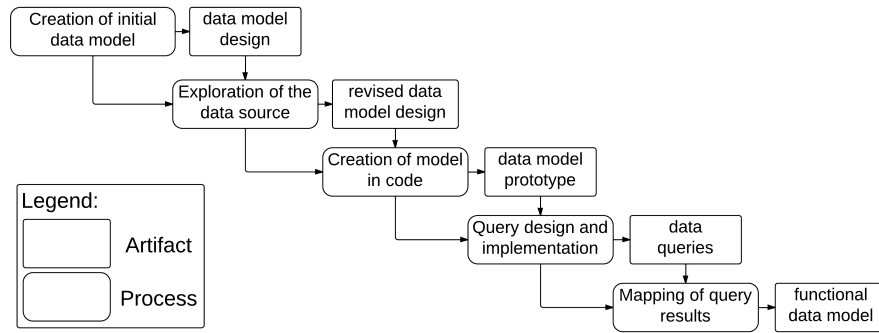 Creation of initial
data model
data model
design
Exploration of the
data source
revised data
model design
Creation of model
in code
data model
prototype
Query design and
implementation
data
queries
Mapping of query
results
functional
data model
Legend:
Artifact
Process